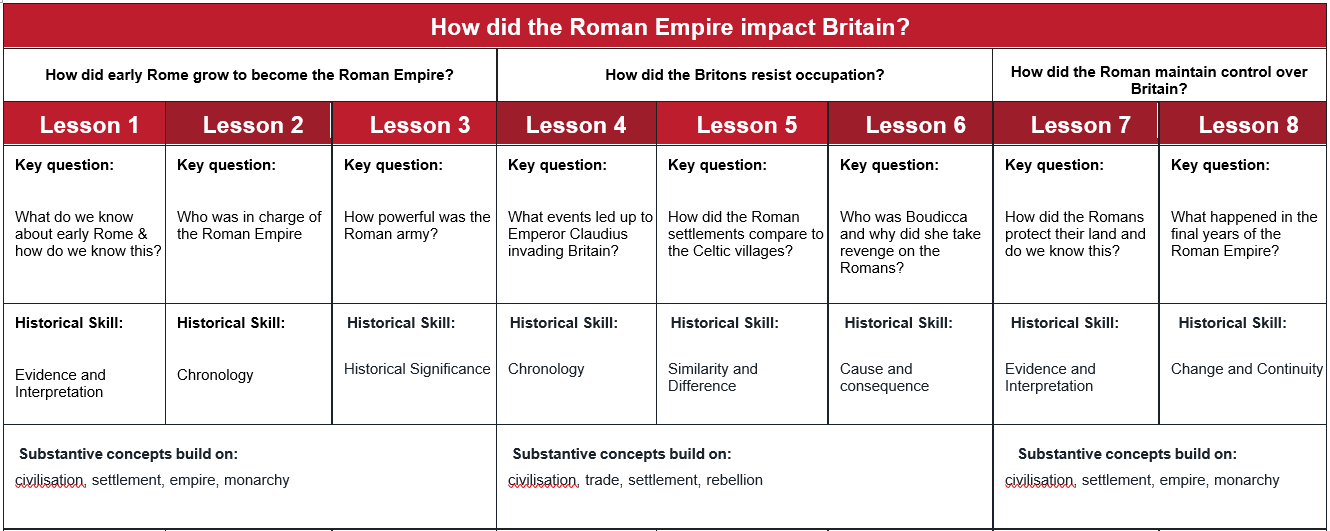 How did the Roman Empire impact Britain?
How did early Rome grow to become the Roman Empire?
How did the Britons resist occupation?
How did the Roman maintain control over
Britain?
Lesson 1
Lesson 2
Lesson 3
Lesson 4
Lesson 5
Lesson 6
Lesson 7
Lesson 8
Key question:
What do we know
about early Rome &
how do we know this?
Key question:
Who was in charge of
the Roman Empire
Key question:
How powerful was the
Roman army?
Key question:
What events led up to
Emperor Claudius
invading Britain?
Key question:
How did the Roman
settlements compare to
the Celtic villages?
Key question:
Who was Boudicca
and why did she take
revenge on the
Romans?
Key question:
How did the Romans
protect their land and
do we know this?
Key question:
What happened in the
final years of the
Roman Empire?
Historical Skill:
Evidence and
Interpretation
Historical Skill:
Chronology
Historical Skill:
Historical Significance
Historical Skill:
Chronology
Historical Skill:
Similarity and
Difference
Historical Skill:
Cause and
consequence
Historical Skill:
Evidence and
Interpretation
Historical Skill:
Change and Continuity
Substantive concepts build on:
civilisation, settlement, empire, monarchy
Substantive concepts build on:
civilisation, trade, settlement, rebellion
Substantive concepts build on:
civilisation, settlement, empire, monarchy